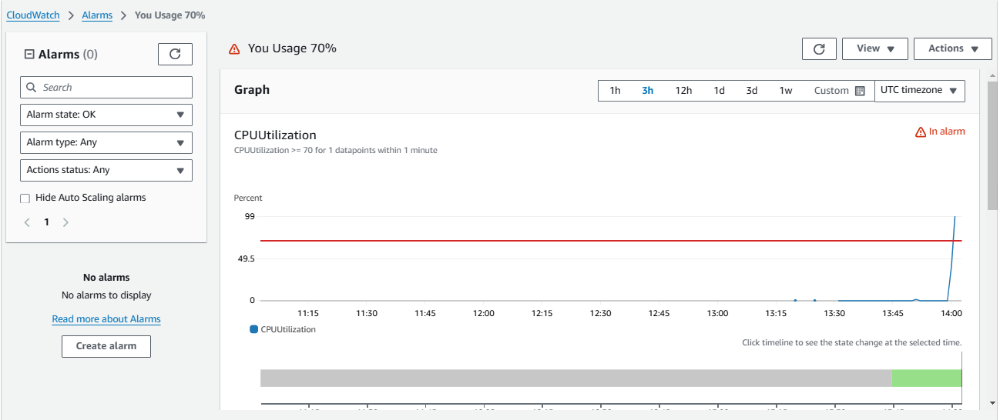 CloudWatch > Alarms > You Usage 70%
Alarms (0)
Search
Alarm state: OK
Alarm type: Any
Actions status: Any
Hide Auto Scaling alarms
1
No alarms
No alarms to display
Read more about Alarms
Create alarm
You Usage 70%
View
Actions
Graph
1h 3h 12h 1d 3d 1w Custom UTC timezone
CPUUtilization
In alarm
CPUUtilization >= 70 for 1 datapoints within 1 minute
Percent
99
49.5
0
11:15 11:30 11:45 12:00 12:15 12:30 12:45 13:00 13:15 13:30 13:45 14:00
CPUUtilization
Click timeline to see the state change at the selected time.